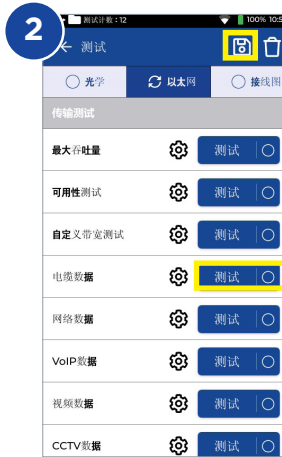 2
测试计数:12
100% 10:5
← 测试
光学 以太网 接线图
传输测试
最大吞吐量 测试
可用性测试 测试
自定义带宽测试 测试
电缆数据 测试
网络数据 测试
VoIP数据 测试
视频数据 测试
CCTV数据 测试